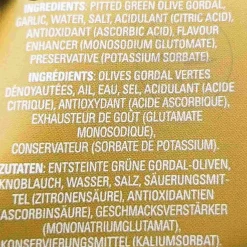 INGREDIENTS: PITTED GREEN OLIVE GORDAL,
GARLIC, WATER, SALT, ACIDULANT (CITRIC ACID),
ANTIOXIDANT (ASCORBIC ACID), FLAVOUR
ENHANCER (MONOSODIUM GLUTOMATE),
PRESERVATIVE (POTASSIUM SORBATE).
INGRÉDIENTS: OLIVES GORDAL VERTES
DÉNOYAUTÉES, AIL, EAU, SEL, ACIDULANT (ACIDE
CITRIQUE), ANTIOXYDANT (ACIDE ASCORBIQUE),
EXHAUSTEUR DE GOÛT (GLUTAMATE
MONOSODIQUE),
CONSERVATEUR (SORBATE DE POTASSIUM).
ZUTATEN: ENTSTEINTE GRÜNE GORDAL-OLIVEN,
KNOBLAUCH, WASSER, SALZ, SÄUERUNGSMIT-
TEL (ZITRONENSÄURE), ANTIOXIDANTIEN
(ASCORBINSÄURE), GESCHMACKSVERSTÄRKER
(MONONATRIUMGLUTAMAT),
KONSERVIERUNGSMITTEL (KALIUMSORBAT).